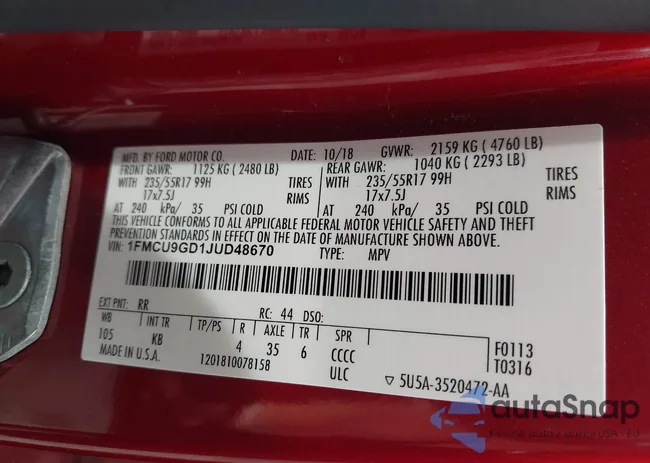 MFD. BY FORD MOTOR CO. DATE: 10/18 GVWR: 2159 KG (4760 LB)
FRONT GAWR: 1125 KG (2480 LB) REAR GAWR: 1040 KG (2293 LB)
WITH 235/55R17 99H TIRES WITH 235/55R17 99H TIRES
17x7.5J RIMS 17x7.5J RIMS
AT 240 kPa/ 35 PSI COLD AT 240 kPa/ 35 PSI COLD
THIS VEHICLE CONFORMS TO ALL APPLICABLE FEDERAL MOTOR VEHICLE SAFETY AND THEFT
PREVENTION STANDARDS IN EFFECT ON THE DATE OF MANUFACTURE SHOWN ABOVE.
VIN: 1FMCU9GD1JUD48670 TYPE: MPV
EXT PNT: RR RC: 44 DSO:
WB INT TR TP/PS R AXLE TR SPR F0113
105 KB 4 35 6 CCCC T0316
MADE IN U.S.A. 1201810078158 ULC ▽ 5U5A-3520472-AA
autaSnap